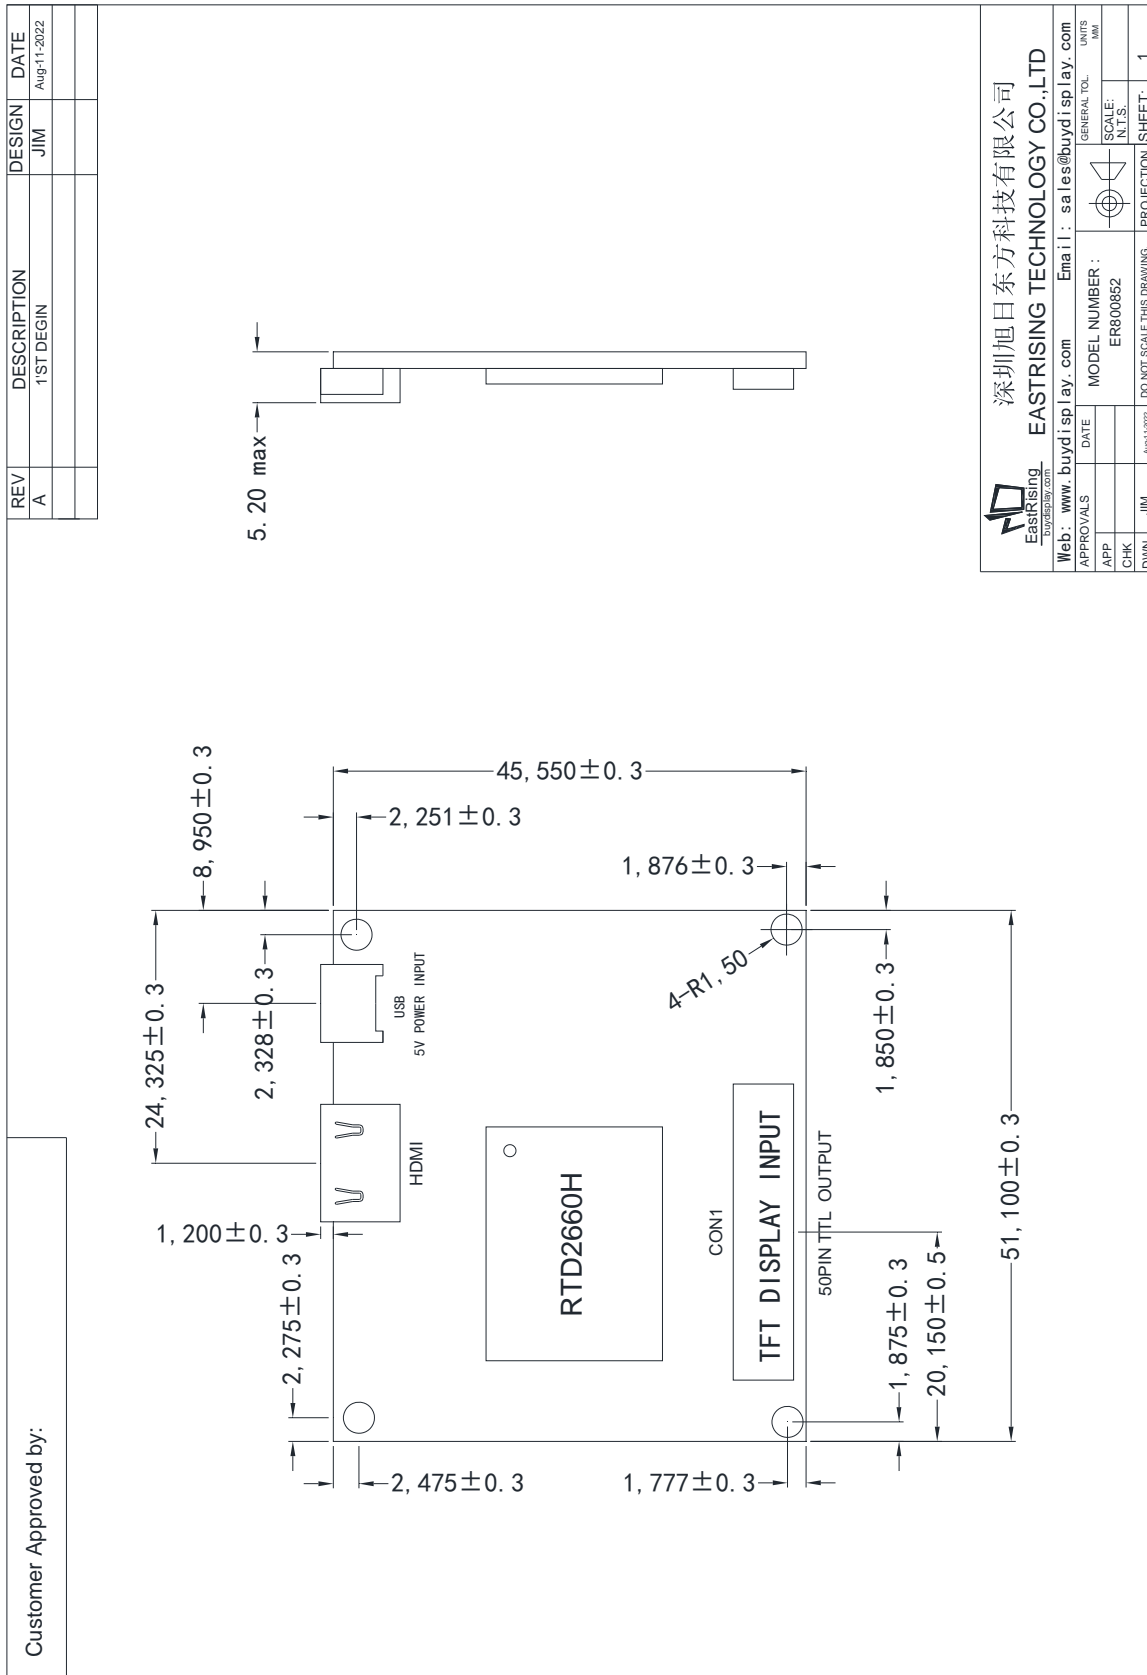 Customer Approved by:
REV DESCRIPTION DESIGN DATE
A 1'ST DEGIN JIM Aug-11-2022
8,950±0.3
24,325±0.3
2,328±0.3
1,200±0.3
2,275±0.3
45,550±0.3
2,251±0.3
1,876±0.3
2,475±0.3
1,777±0.3
4-R1,50
1,850±0.3
51,100±0.3
1,875±0.3
20,150±0.5
USB
5V POWER INPUT
HDMI
RTD2660H
CON1
TFT DISPLAY INPUT
50PIN TTL OUTPUT
5.20 max
深圳旭日东方科技有限公司
EASTRISING TECHNOLOGY CO.,LTD
EastRising
buydisplay.com
Web: www.buydisplay.com Email: sales@buydisplay.com
APPROVALS DATE
MODEL NUMBER :
ER800852
GENERAL TOL. UNITS
MM
APP
SCALE:
N.T.S.
CHK
DWN JIM Aug-11-2022 DO NOT SCALE THIS DRAWING PROJECTION SHEET: 1